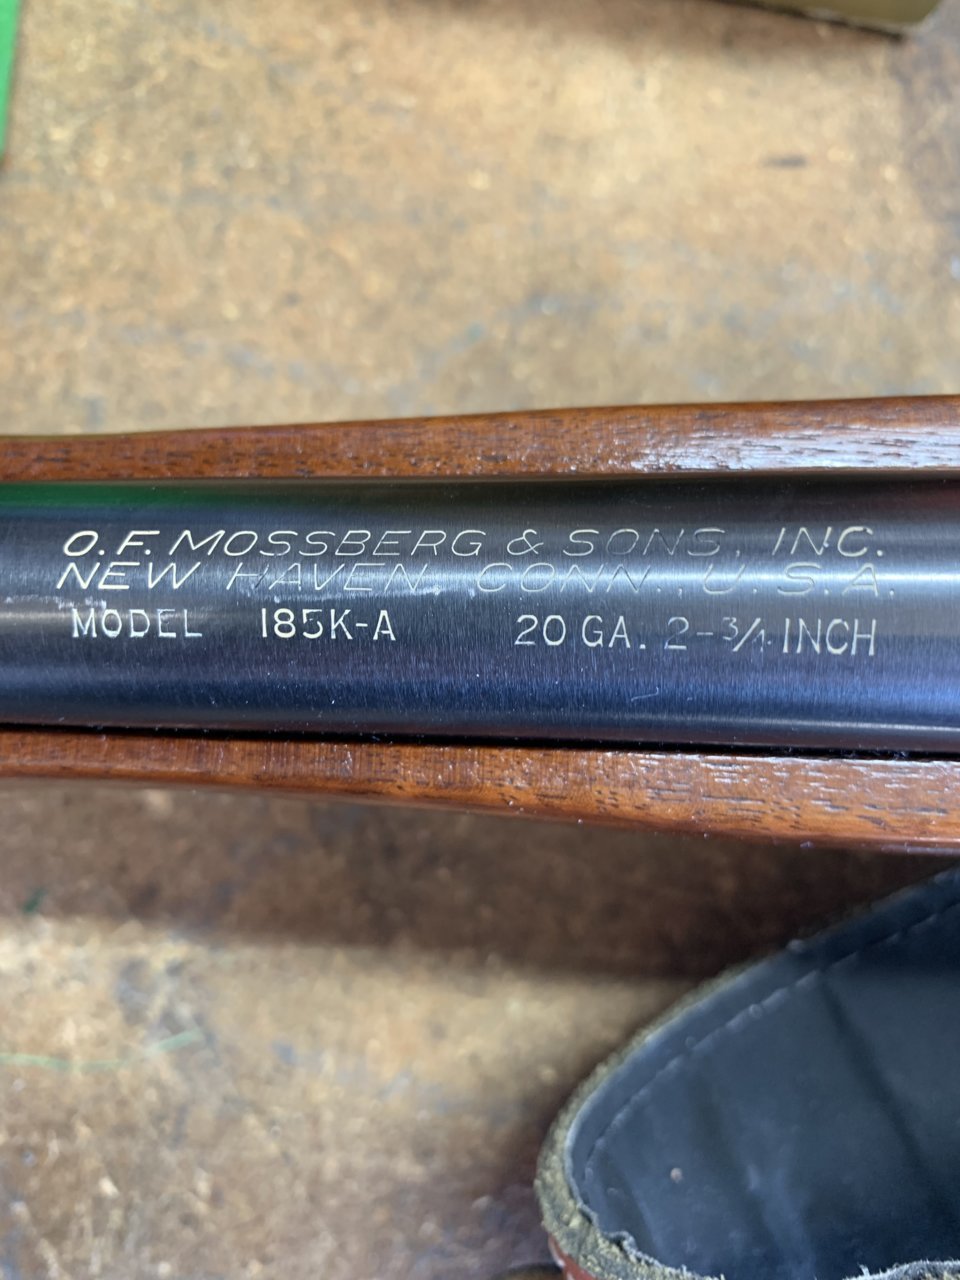 O.F. MOSSBERG & SONS, INC.
NEW HAVEN, CONN., U.S.A.
MODEL 185K-A 20 GA. 2-3/4 INCH